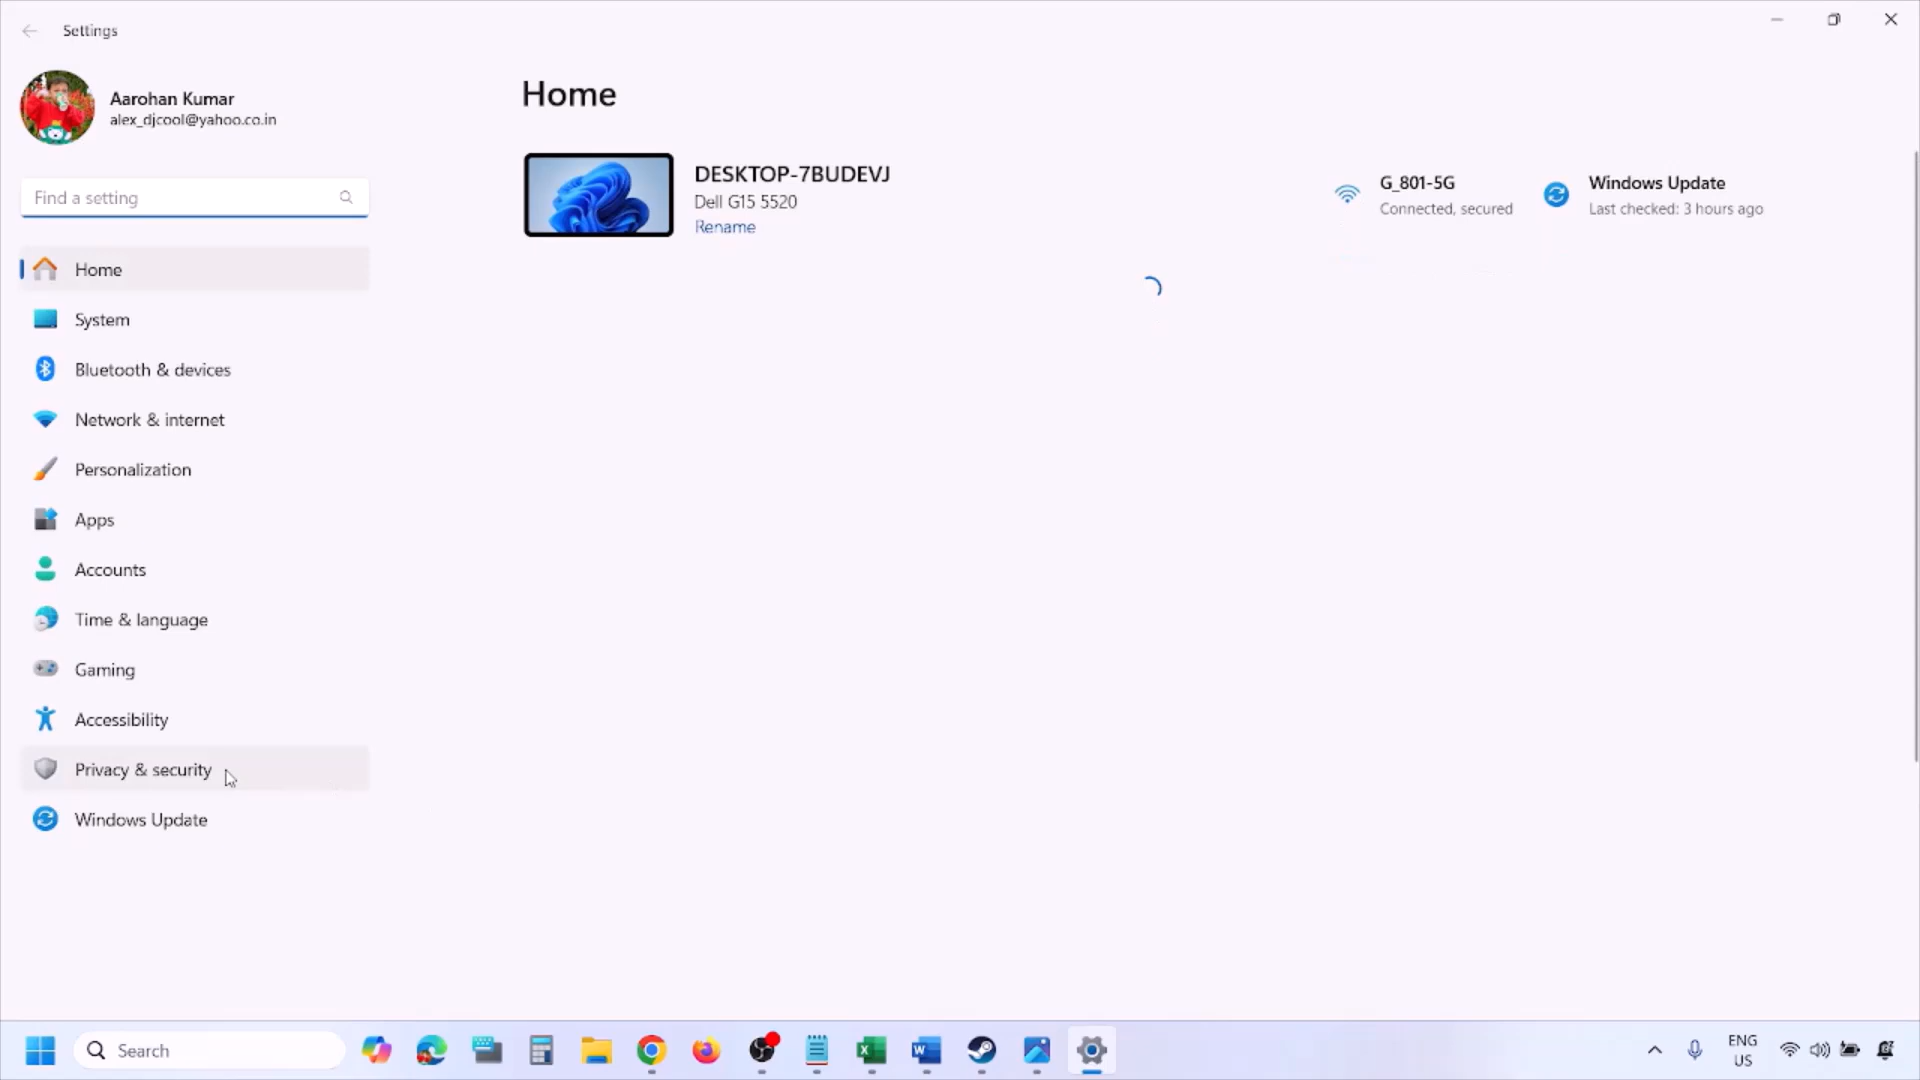 Settings
Aarohan Kumar
alex_djcool@yahoo.co.in
Find a setting
Home
System
Bluetooth & devices
Network & internet
Personalization
Apps
Accounts
Time & language
Gaming
Accessibility
Privacy & security
Windows Update
Home
DESKTOP-7BUDEVJ
Dell G15 5520
Rename
G_801-5G
Connected, secured
Windows Update
Last checked: 3 hours ago
Search
ENG
US